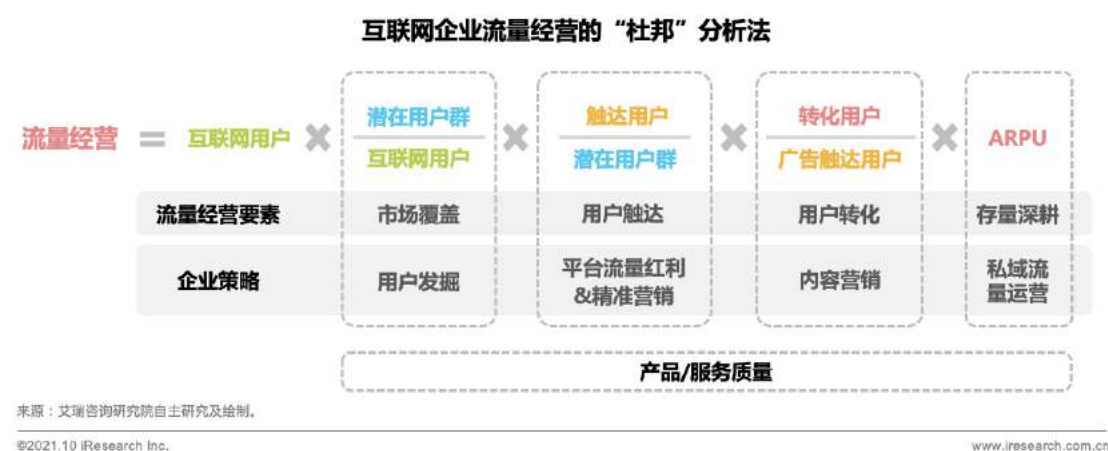 互联网企业流量经营的“杜邦”分析法
流量经营 = 互联网用户 × 潜在用户群 / 互联网用户 × 触达用户 / 潜在用户群 × 转化用户 / 广告触达用户 × ARPU
流量经营要素 市场覆盖 用户触达 用户转化 存量深耕
企业策略 用户发掘 平台流量红利 &精准营销 内容营销 私域流 量运营
产品/服务质量
来源：艾瑞咨询研究院自主研究及绘制。
©2021.10 iResearch Inc. www.iresearch.com.cn